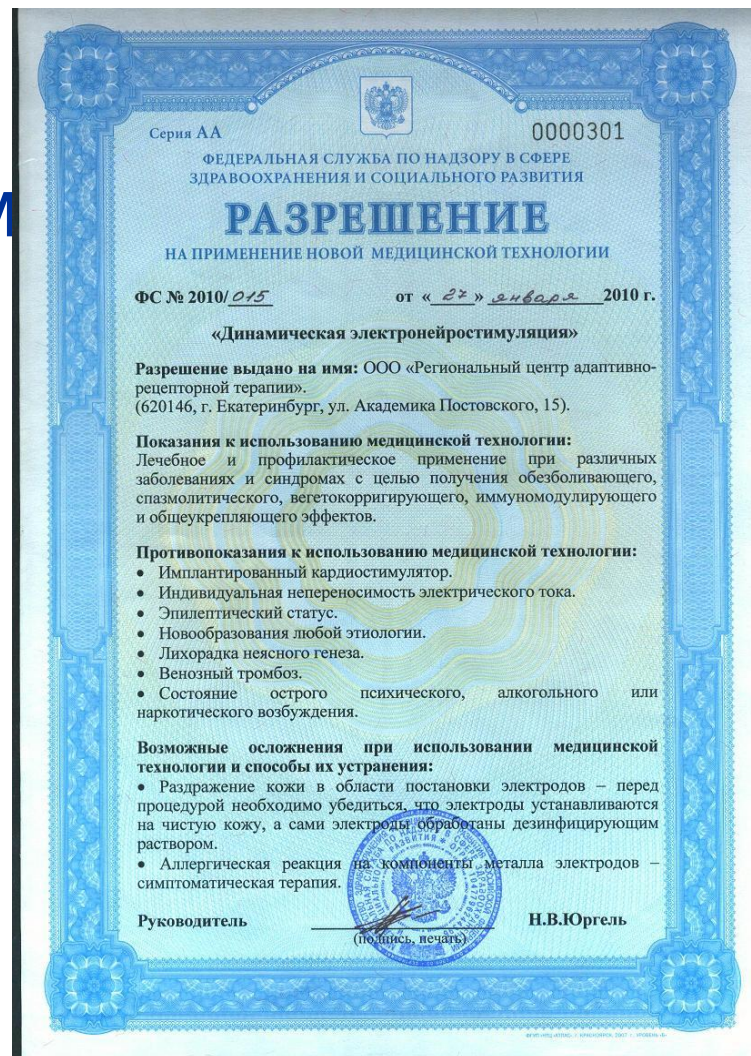 Серия АА
0000301
ФЕДЕРАЛЬНАЯ СЛУЖБА ПО НАДЗОРУ В СФЕРЕ
ЗДРАВООХРАНЕНИЯ И СОЦИАЛЬНОГО РАЗВИТИЯ
РАЗРЕШЕНИЕ
НА ПРИМЕНЕНИЕ НОВОЙ МЕДИЦИНСКОЙ ТЕХНОЛОГИИ
ФС № 2010/015 от « 27 » января 2010 г.
«Динамическая электронейростимуляция»
Разрешение выдано на имя: ООО «Региональный центр адаптивно-
рецепторной терапии».
(620146, г. Екатеринбург, ул. Академика Постовского, 15).
Показания к использованию медицинской технологии:
Лечебное и профилактическое применение при различных
заболеваниях и синдромах с целью получения обезболивающего,
спазмолитического, вегетокорригирующего, иммуномодулирующего
и общеукрепляющего эффектов.
Противопоказания к использованию медицинской технологии:
• Имплантированный кардиостимулятор.
• Индивидуальная непереносимость электрического тока.
• Эпилептический статус.
• Новообразования любой этиологии.
• Лихорадка неясного генеза.
• Венозный тромбоз.
• Состояние острого психического, алкогольного или
наркотического возбуждения.
Возможные осложнения при использовании медицинской
технологии и способы их устранения:
• Раздражение кожи в области постановки электродов – перед
процедурой необходимо убедиться, что электроды устанавливаются
на чистую кожу, а сами электроды обработаны дезинфицирующим
раствором.
• Аллергическая реакция на компоненты металла электродов –
симптоматическая терапия.
Руководитель
Н.В.Юргель
(подпись, печать)